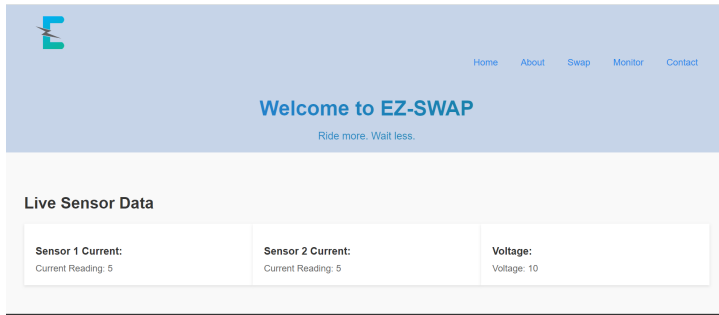 E
Home About Swap Monitor Contact
Welcome to EZ-SWAP
Ride more. Wait less.
Live Sensor Data
Sensor 1 Current: Sensor 2 Current: Voltage:
Current Reading: 5 Current Reading: 5 Voltage: 10